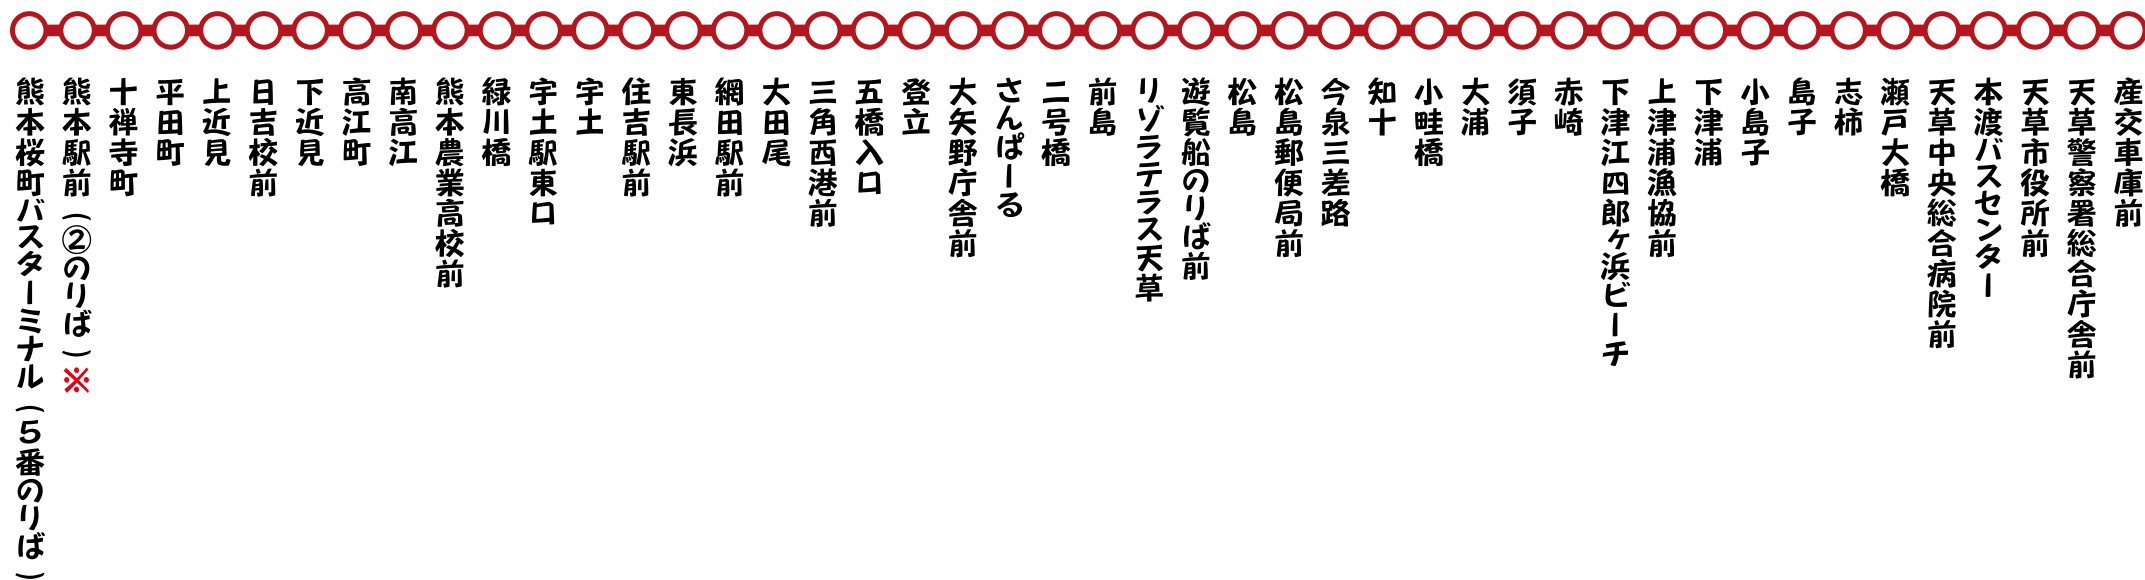 熊本桜町バスターミナル（５番のりば）
熊本駅前（②のりば）※
十禅寺町
平田町
上近見
日吉校前
下近見
高江町
南高江
熊本農業高校前
緑川橋
宇土駅東口
宇土
住吉駅前
東長浜
網田駅前
大田尾
三角西港前
五橋入口
登立
大矢野庁舎前
さんぱーる
二号橋
前島
リゾラテラス天草
遊覧船のりば前
松島
松島郵便局前
今泉三差路
知十
小畦橋
大浦
須子
赤崎
下津江四郎ヶ浜ビーチ
上津浦漁協前
下津浦
小島子
島子
志柿
瀬戸大橋
天草中央総合病院前
本渡バスセンター
天草市役所前
天草警察署総合庁舎前
産交車庫前